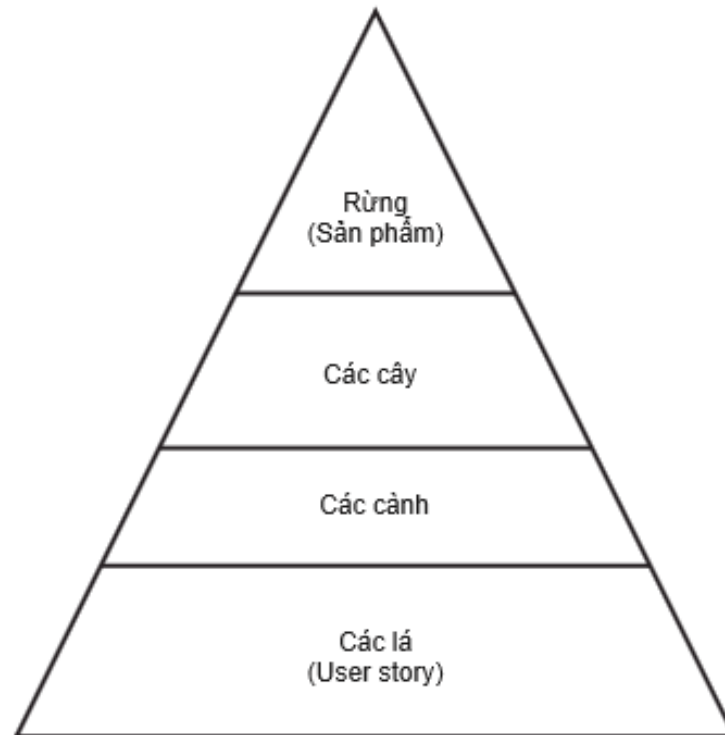 Rừng
(Sản phẩm)
Các cây
Các cành
Các lá
(User story)